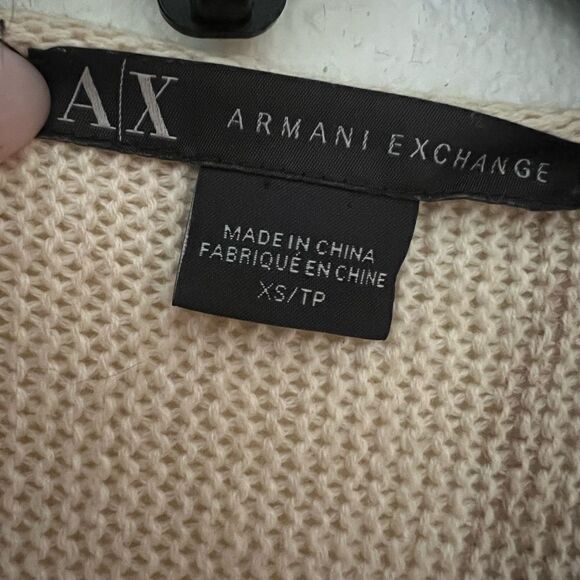 A|X ARMANI EXCHANGE
MADE IN CHINA
FABRIQUÉ EN CHINE
XS/TP